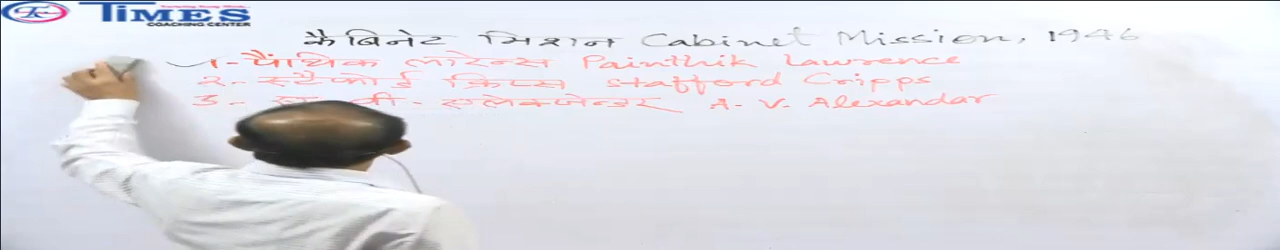 TIMES
COACHING CENTER
कैबिनेट मिशन Cabinet Mission, 1946
1- पैंथिक लॉरेन्स Painthik Lawrence
2- स्टैफोर्ड क्रिप्स Stafford Cripps
3- वी. एलेक्जेन्डर A. V. Alexandar